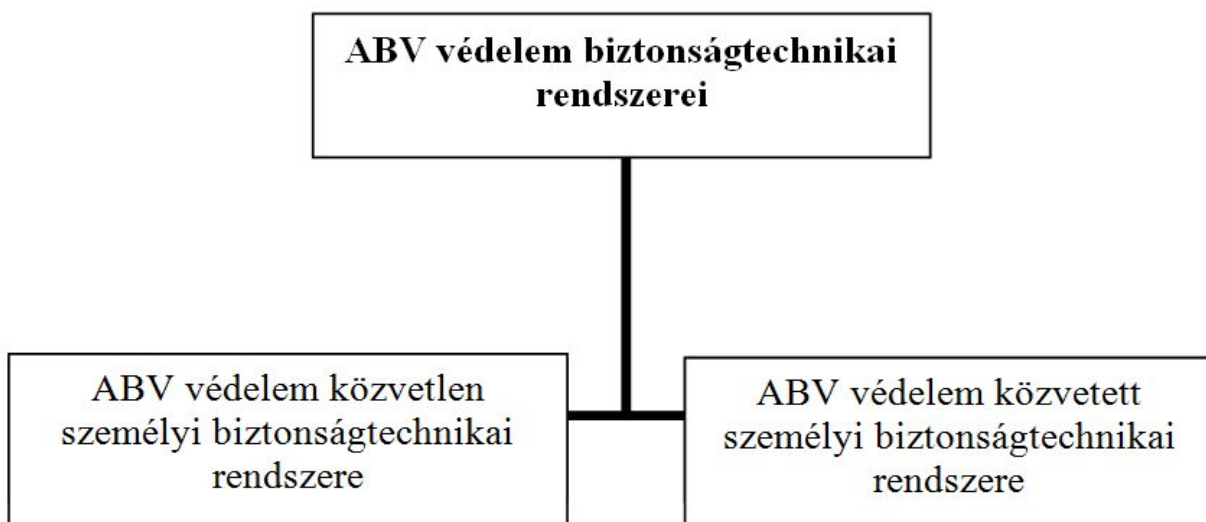 ABV védelem biztonságtechnikai
rendszerei
ABV védelem közvetlen
személyi biztonságtechnikai
rendszere
ABV védelem közvetett
személyi biztonságtechnikai
rendszere